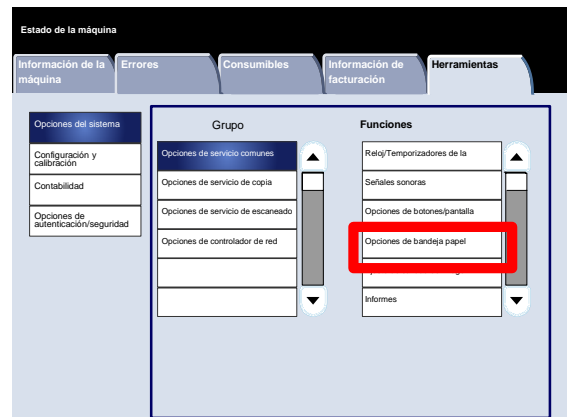 Estado de la máquina
Información de la
máquina
Errores
Consumibles
Información de
facturación
Herramientas
Opciones del sistema
Configuración y
calibración
Contabilidad
Opciones de
autenticación/seguridad
Grupo
Opciones de servicio comunes
Opciones de servicio de copia
Opciones de servicio de escaneado
Opciones de controlador de red
Funciones
Reloj/Temporizadores de la
Señales sonoras
Opciones de botones/pantalla
Opciones de bandeja papel
Informes